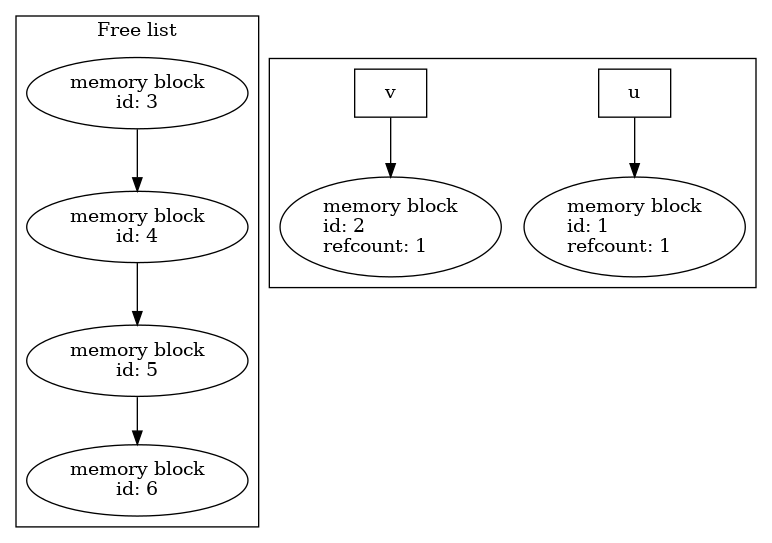 Free list
memory block
id: 3
memory block
id: 4
memory block
id: 5
memory block
id: 6
v
u
memory block
id: 2
refcount: 1
memory block
id: 1
refcount: 1